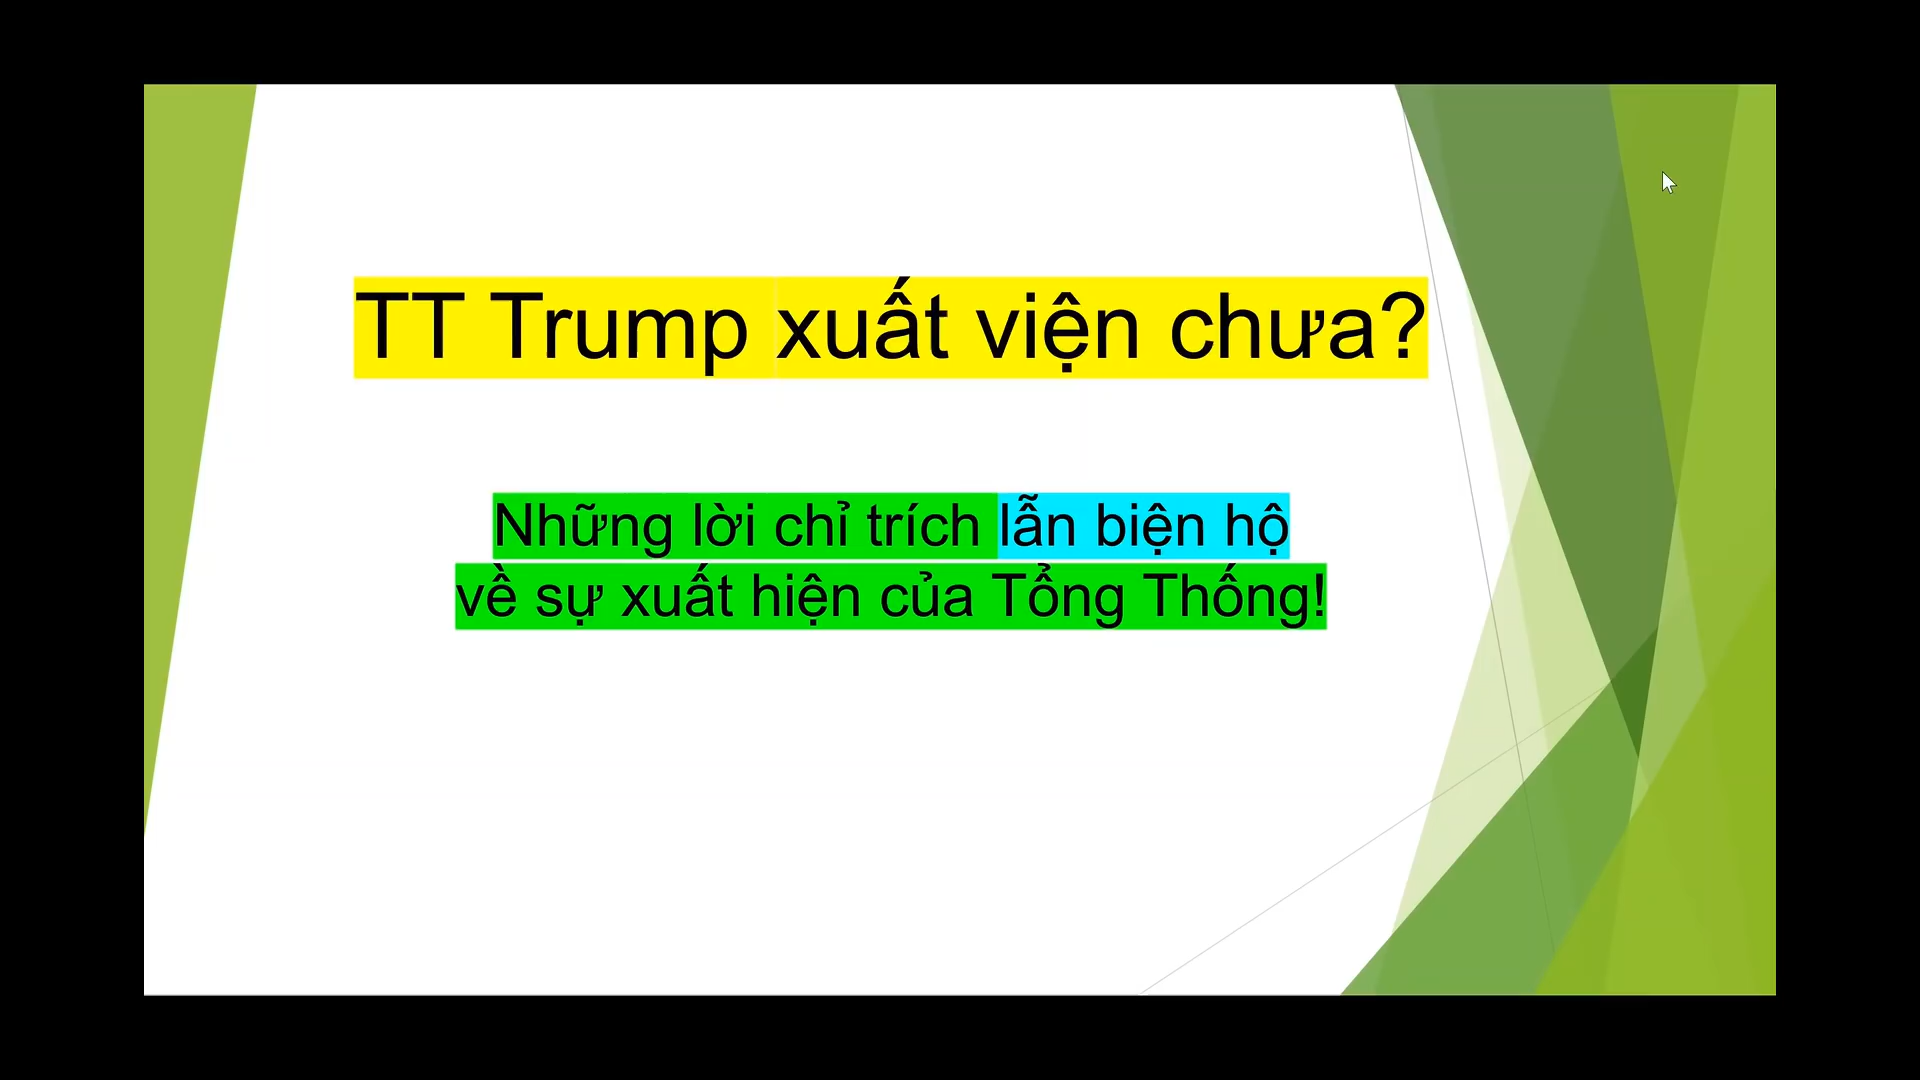 TT Trump xuất viện chưa?
Những lời chỉ trích lẫn biện hộ
về sự xuất hiện của Tổng Thống!